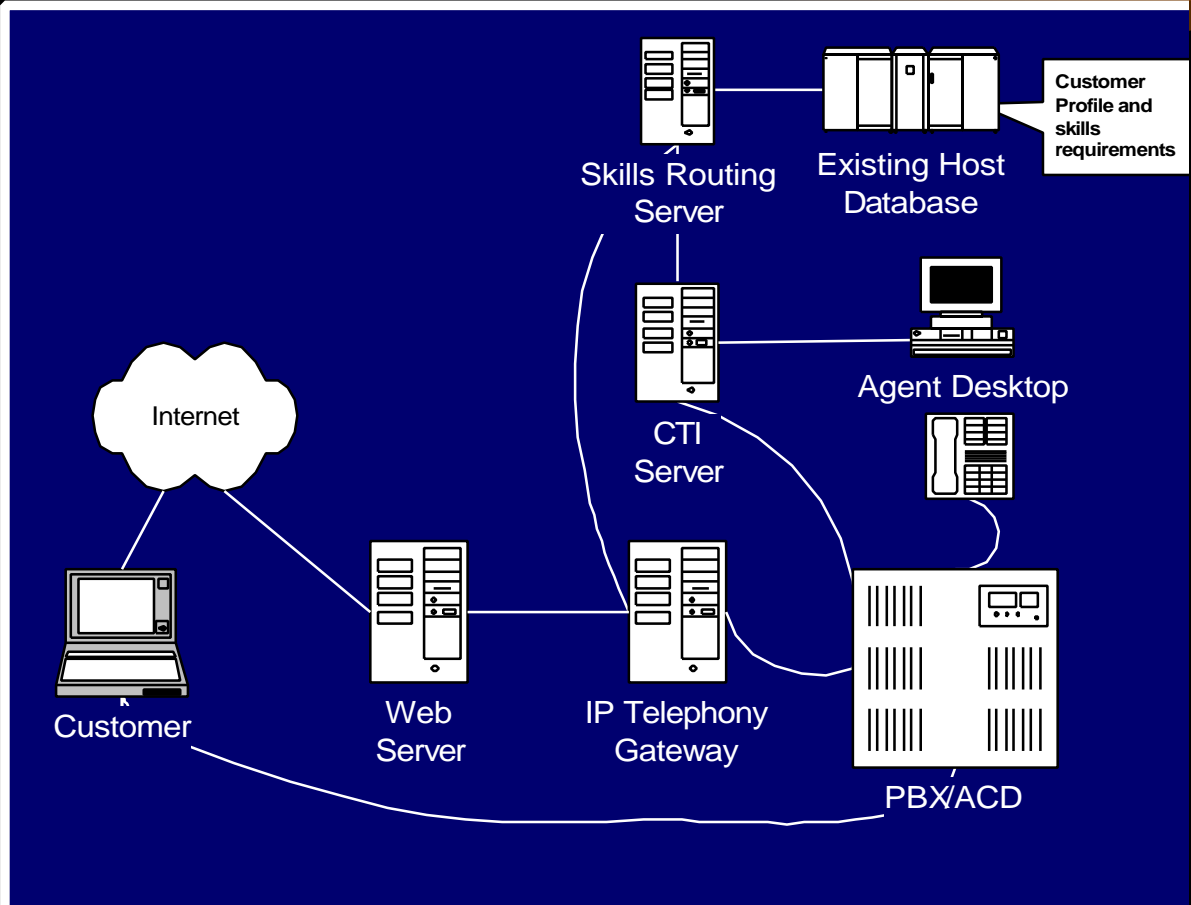 Customer
Profile and
skills
requirements
Skills Routing
Server
Existing Host
Database
Agent Desktop
Internet
CTI
Server
Customer
Web
Server
IP Telephony
Gateway
PBX/ACD